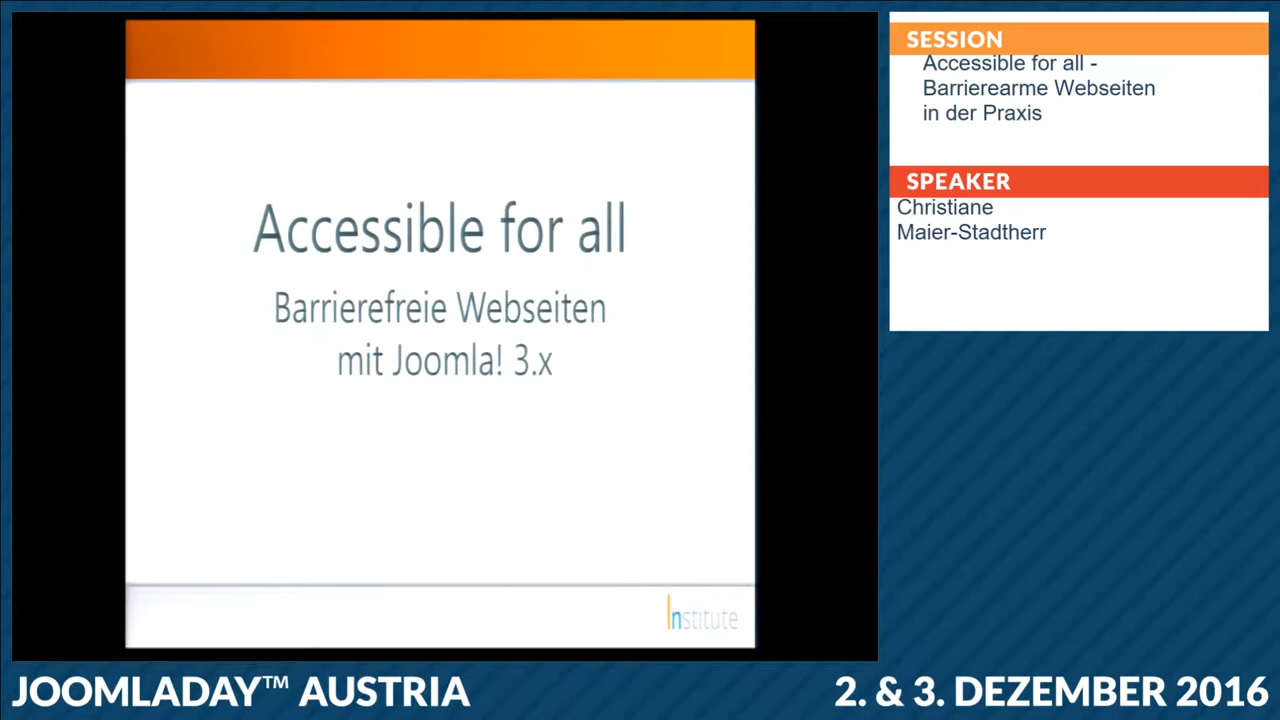 Accessible for all
Barrierefreie Webseiten
mit Joomla! 3.x
Institute
SESSION
Accessible for all -
Barrierearme Webseiten
in der Praxis
SPEAKER
Christiane
Maier-Stadtherr
JOOMLADAY™ AUSTRIA
2. & 3. DEZEMBER 2016